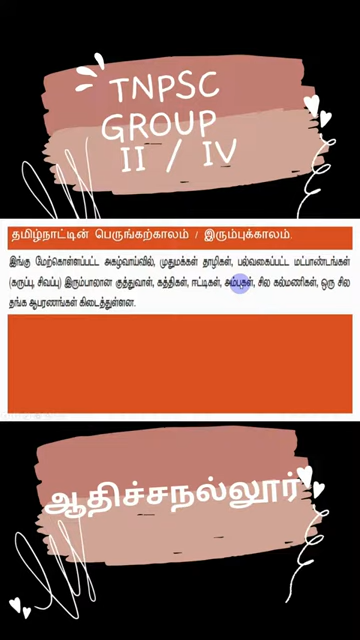 TNPSC
GROUP
II / IV
தமிழ்நாட்டின் பெருங்கற்காலம் / இரும்புக்காலம்.
இங்கு மேற்கொள்ளப்பட்ட அகழ்வாய்வில், முதுமக்கள் தாழிகள், பல்வகைப்பட்ட மட்பாண்டங்கள்
(கருப்பு, சிவப்பு) இரும்பாலான குத்துவாள், கத்திகள், ஈட்டிகள், அம்புகள், சில கல்மணிகள், ஒரு சில
தங்க ஆபரணங்கள் கிடைத்துள்ளன.
ஆதிச்சநல்லூர்